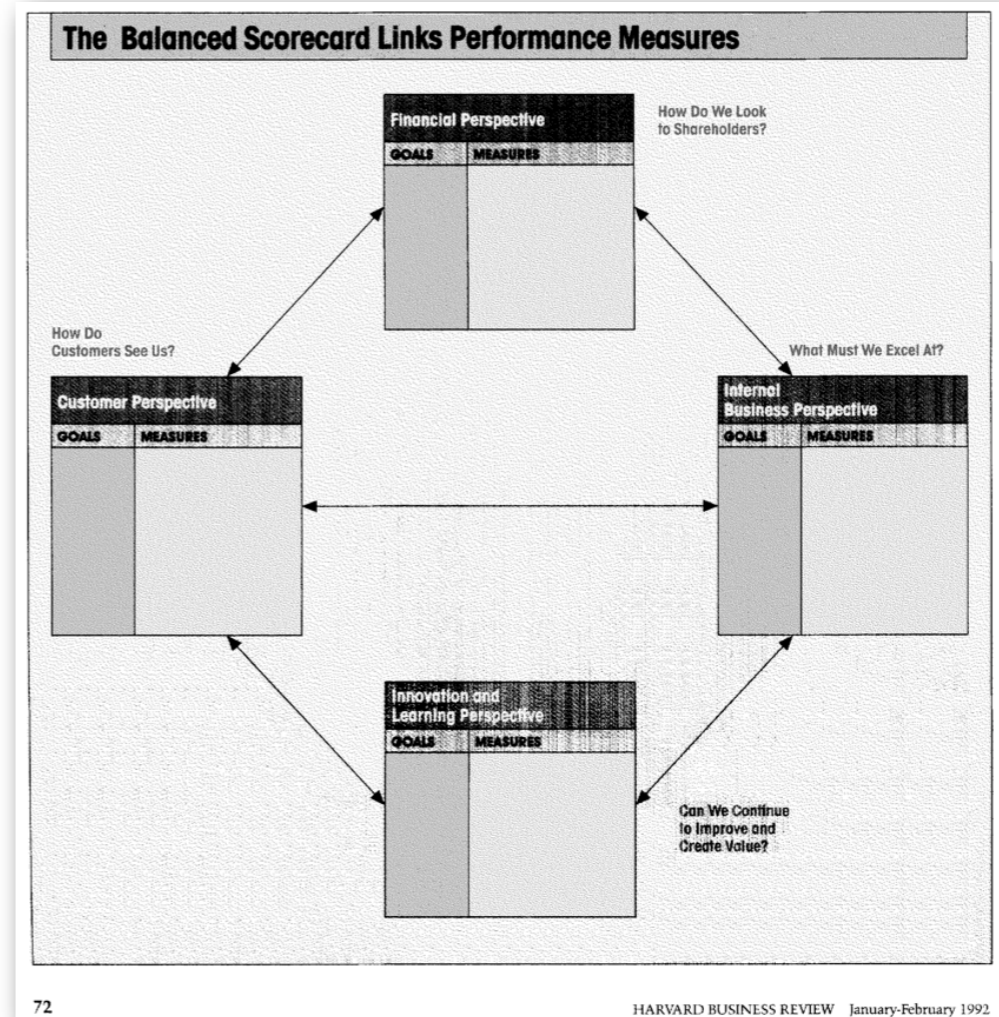 The Balanced Scorecard Links Performance Measures
Financial Perspective
GOALS MEASURES
How Do We Look
to Shareholders?
How Do
Customers See Us?
Customer Perspective
GOALS MEASURES
What Must We Excel At?
Internal
Business Perspective
GOALS MEASURES
Innovation and
Learning Perspective
GOALS MEASURES
Can We Continue
to Improve and
Create Value?
72
HARVARD BUSINESS REVIEW January-February 1992